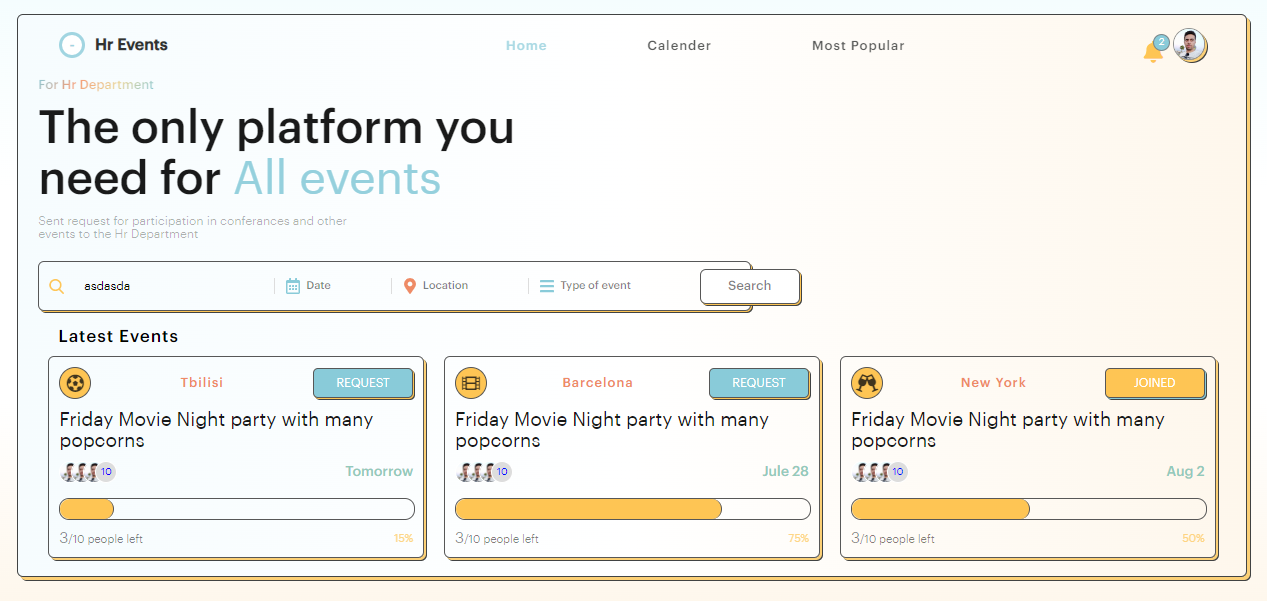 Hr Events
Home
Calender
Most Popular
2
For Hr Department
The only platform you
need for All events
Sent request for participation in conferances and other
events to the Hr Department
asdasda
Date
Location
Type of event
Search
Latest Events
Tbilisi
REQUEST
Friday Movie Night party with many
popcorns
10
Tomorrow
3/10 people left
15%
Barcelona
REQUEST
Friday Movie Night party with many
popcorns
10
Jule 28
3/10 people left
75%
New York
JOINED
Friday Movie Night party with many
popcorns
10
Aug 2
3/10 people left
50%